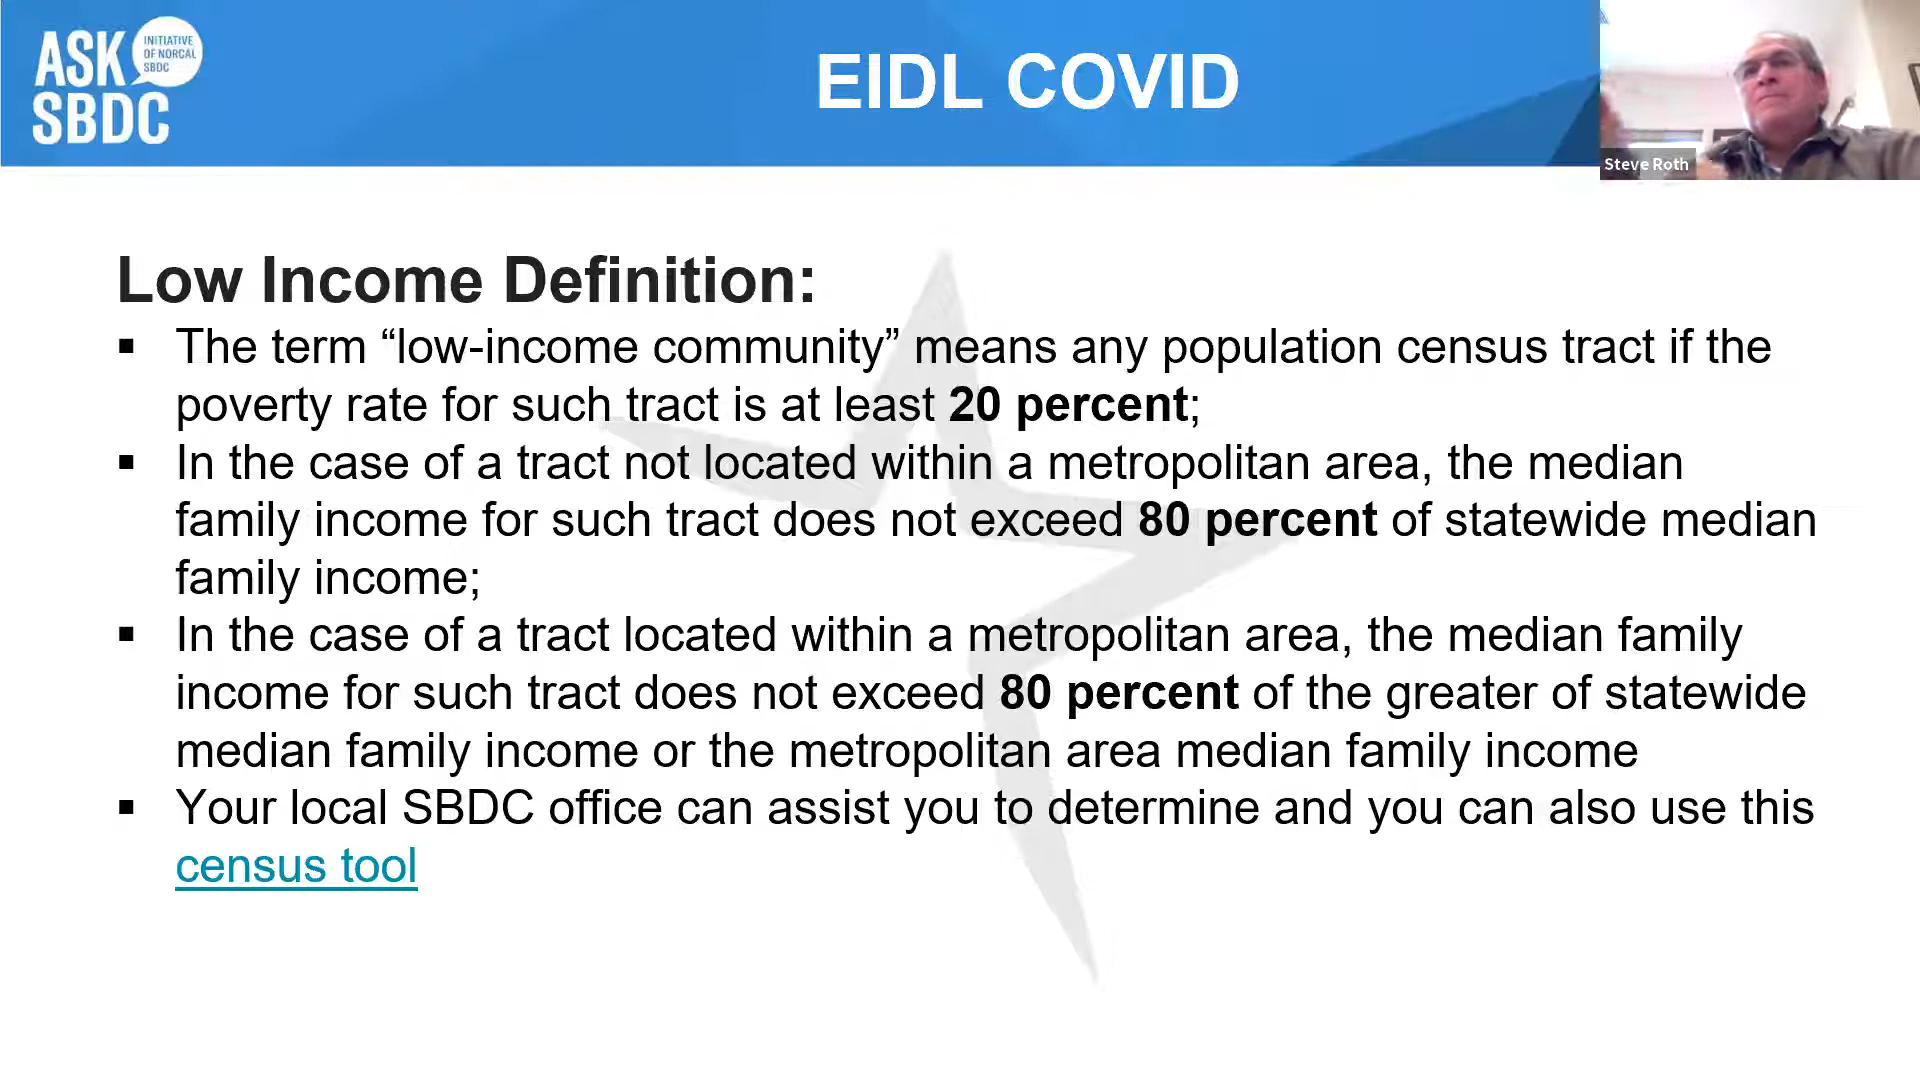 ASK
INITIATIVE
OF NORCAL
SBDC
SBDC
EIDL COVID
Steve Roth
Low Income Definition:
▪ The term “low-income community” means any population census tract if the
poverty rate for such tract is at least 20 percent;
▪ In the case of a tract not located within a metropolitan area, the median
family income for such tract does not exceed 80 percent of statewide median
family income;
▪ In the case of a tract located within a metropolitan area, the median family
income for such tract does not exceed 80 percent of the greater of statewide
median family income or the metropolitan area median family income
▪ Your local SBDC office can assist you to determine and you can also use this
census tool